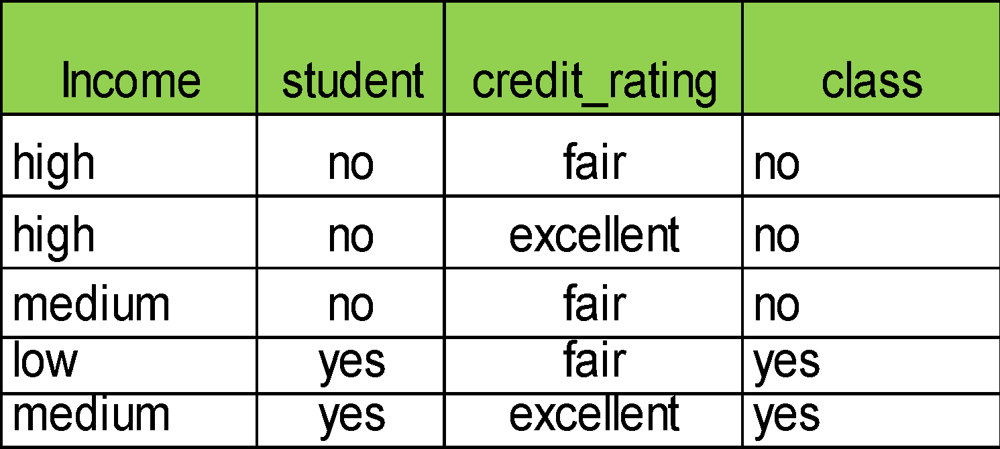 Income student credit_rating class
high no fair no
high no excellent no
medium no fair no
low yes fair yes
medium yes excellent yes